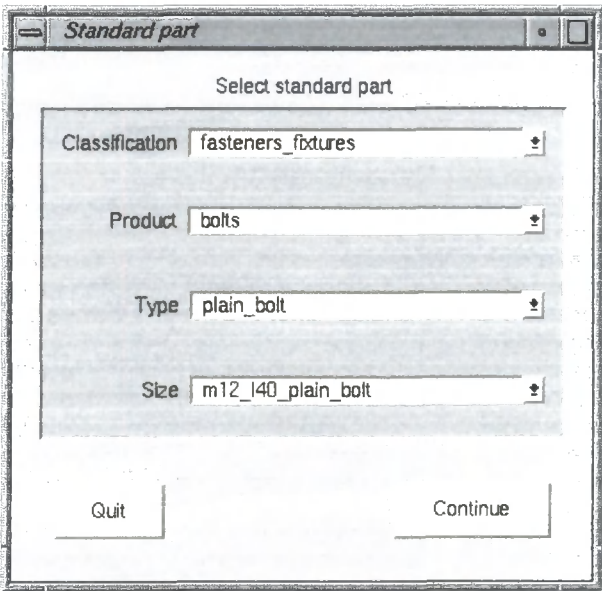 Standard part
Select standard part
Classification fasteners_fixtures
Product bolts
Type plain_bolt
Size m12_l40_plain_bolt
Quit Continue